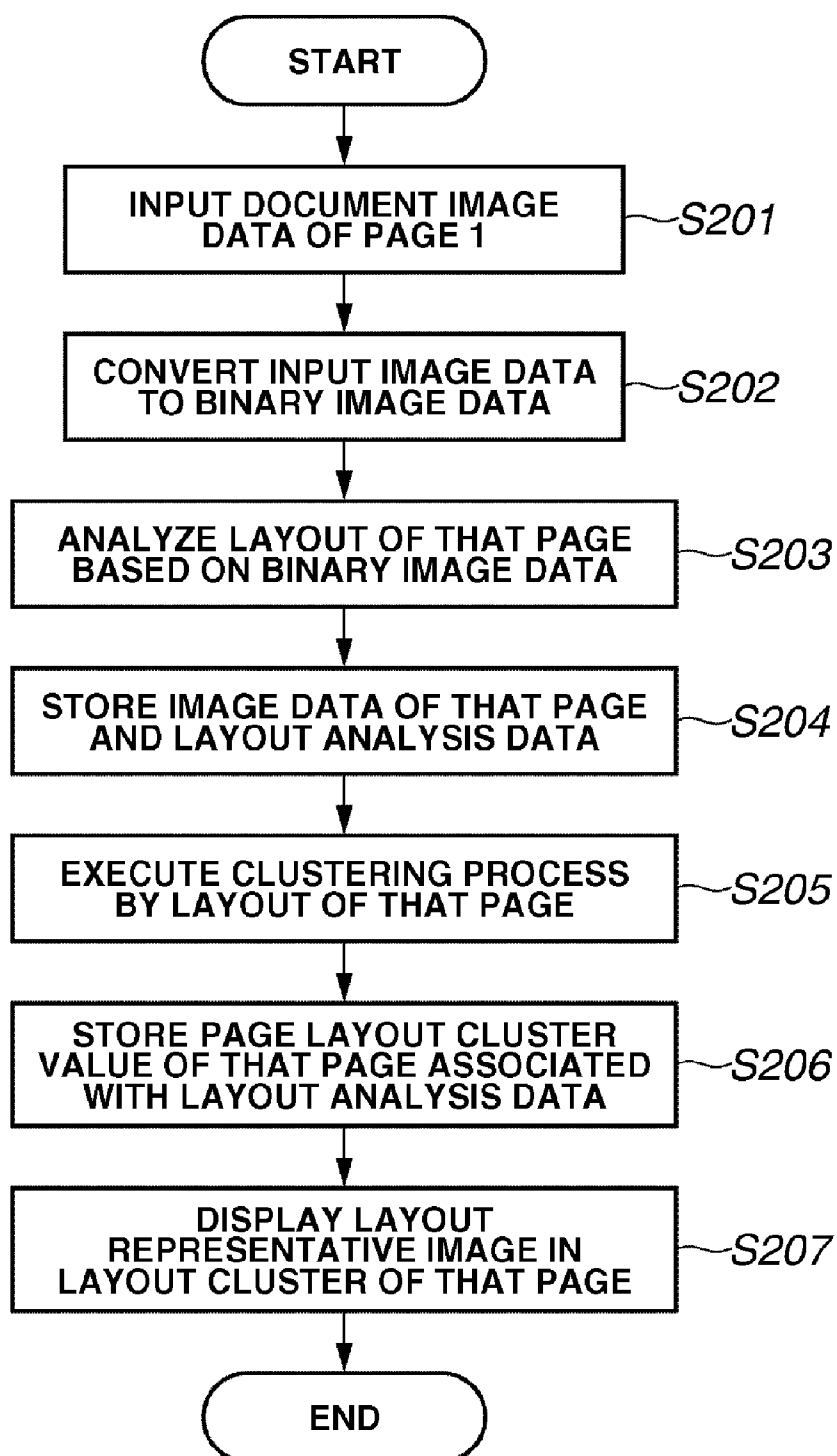 START
INPUT DOCUMENT IMAGE
DATA OF PAGE 1
S201
CONVERT INPUT IMAGE DATA
TO BINARY IMAGE DATA
S202
ANALYZE LAYOUT OF THAT PAGE
BASED ON BINARY IMAGE DATA
S203
STORE IMAGE DATA OF THAT PAGE
AND LAYOUT ANALYSIS DATA
S204
EXECUTE CLUSTERING PROCESS
BY LAYOUT OF THAT PAGE
S205
STORE PAGE LAYOUT CLUSTER
VALUE OF THAT PAGE ASSOCIATED
WITH LAYOUT ANALYSIS DATA
S206
DISPLAY LAYOUT
REPRESENTATIVE IMAGE IN
LAYOUT CLUSTER OF THAT PAGE
S207
END